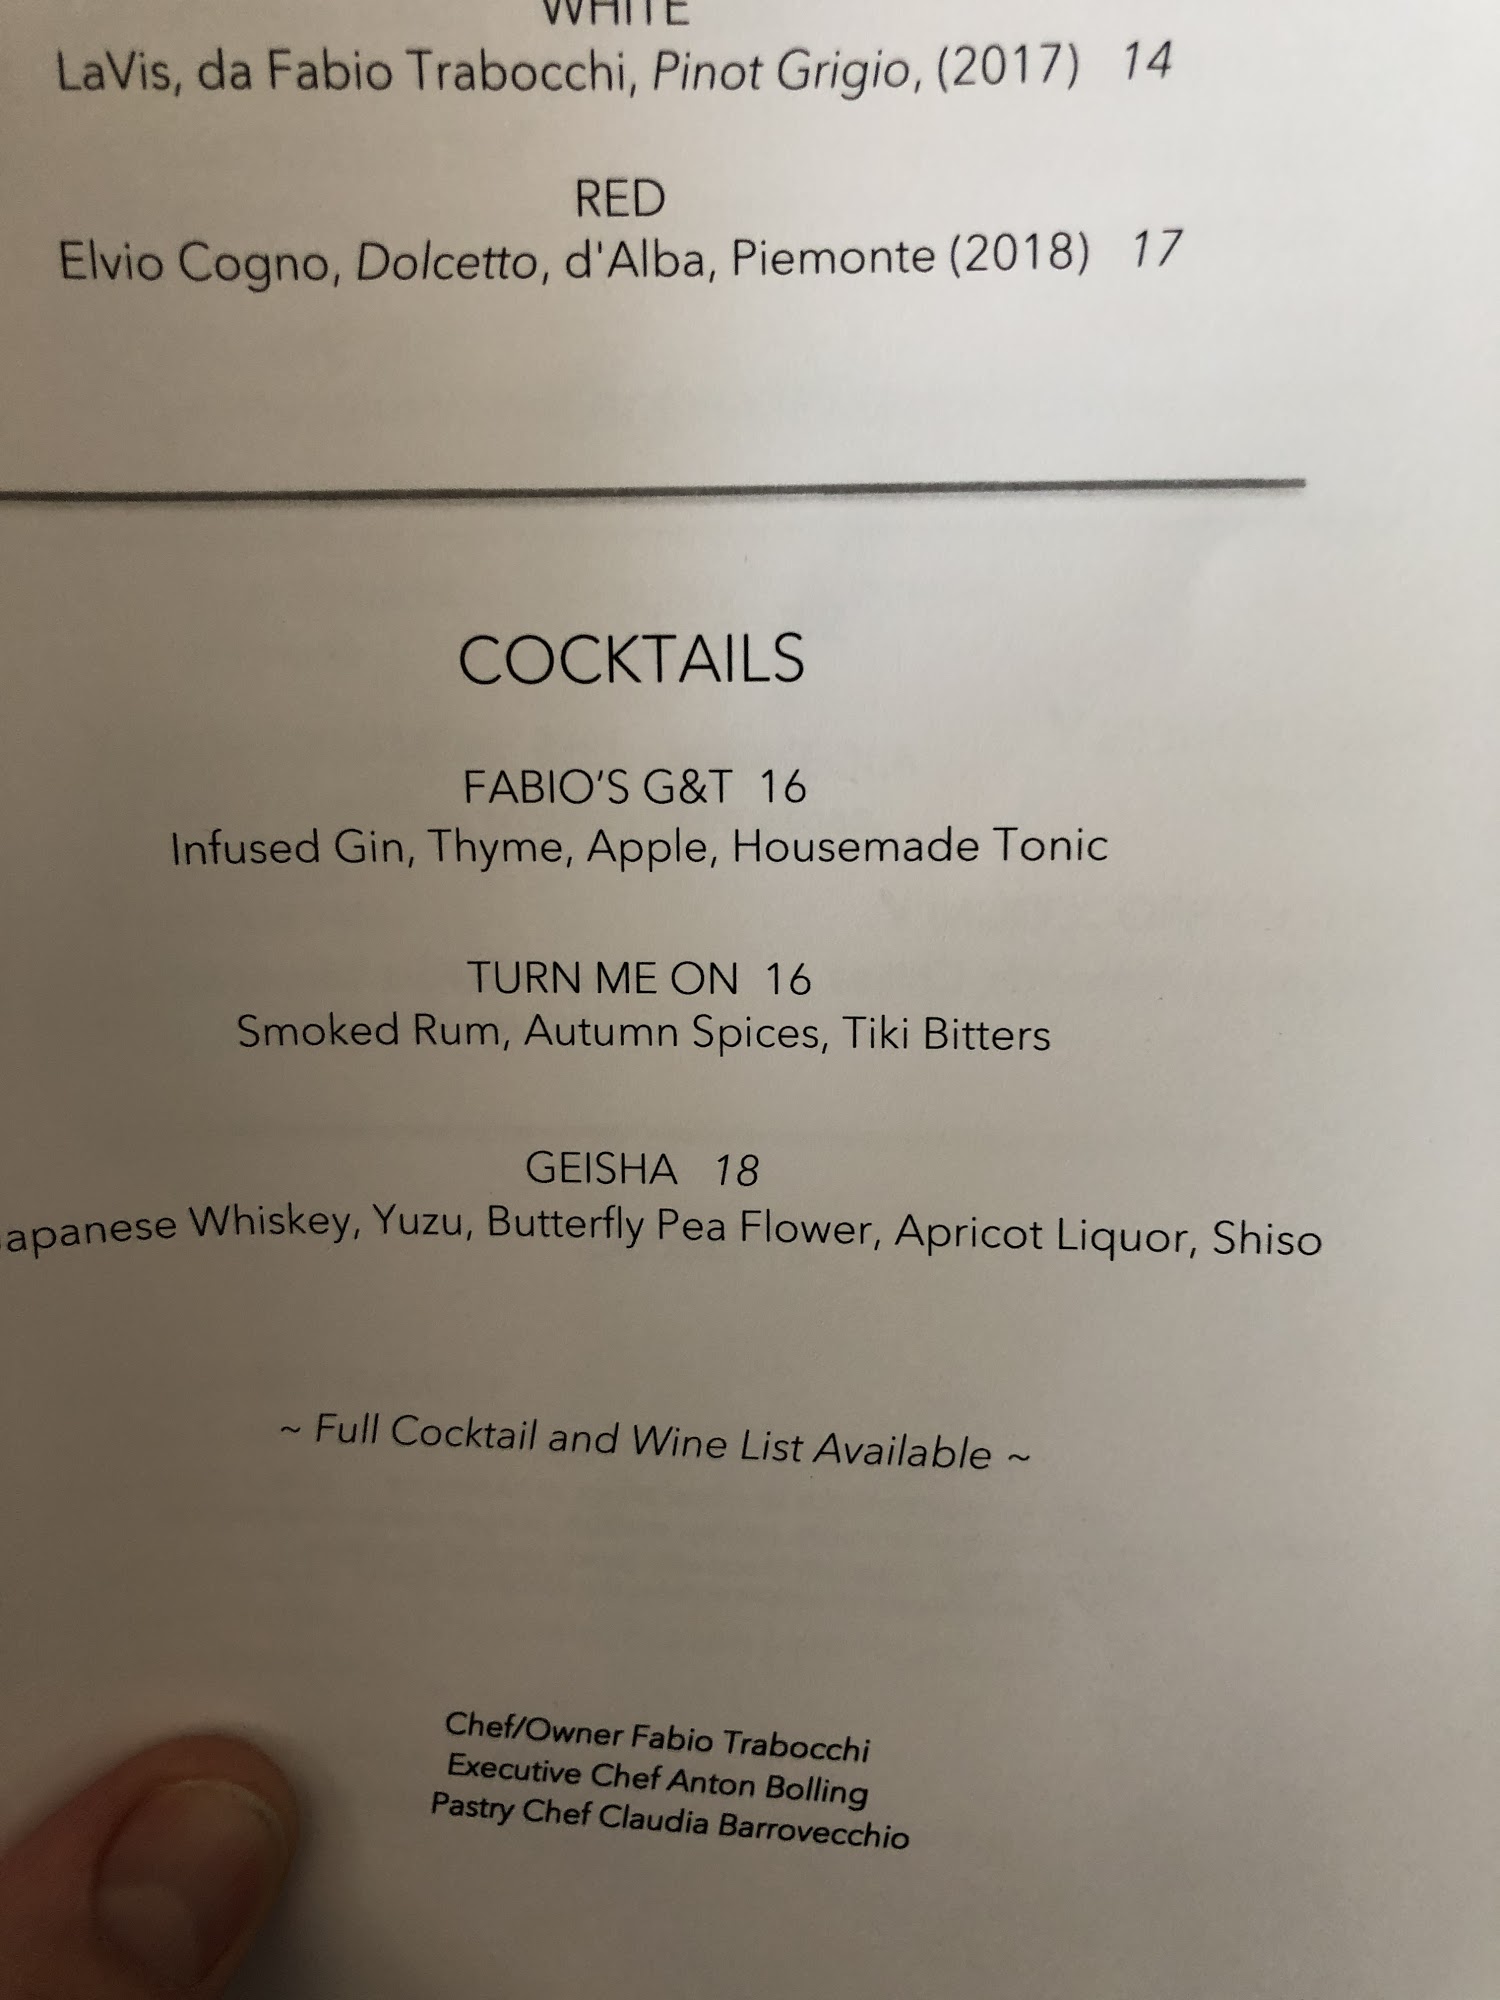 WHITE
LaVis, da Fabio Trabocchi, Pinot Grigio, (2017) 14
RED
Elvio Cogno, Dolcetto, d'Alba, Piemonte (2018) 17
COCKTAILS
FABIO'S G&T 16
Infused Gin, Thyme, Apple, Housemade Tonic
TURN ME ON 16
Smoked Rum, Autumn Spices, Tiki Bitters
GEISHA 18
apanese Whiskey, Yuzu, Butterfly Pea Flower, Apricot Liquor, Shiso
~ Full Cocktail and Wine List Available ~
Chef/Owner Fabio Trabocchi
Executive Chef Anton Bolling
Pastry Chef Claudia Barrovecchio